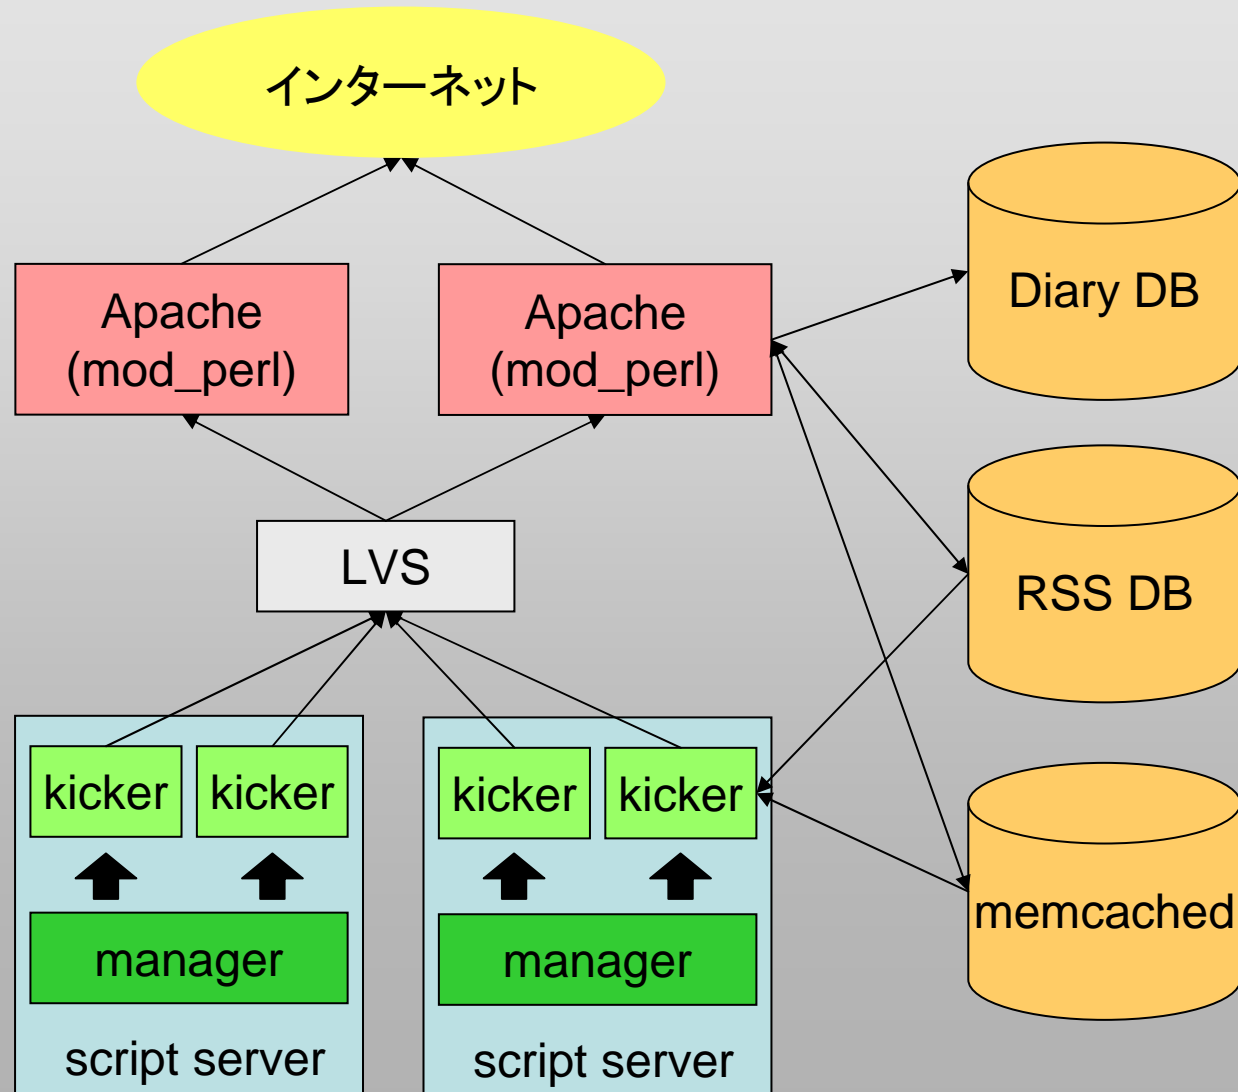 インターネット
Apache
(mod_perl)
Apache
(mod_perl)
Diary DB
LVS
RSS DB
kicker
kicker
kicker
kicker
manager
manager
memcached
script server
script server